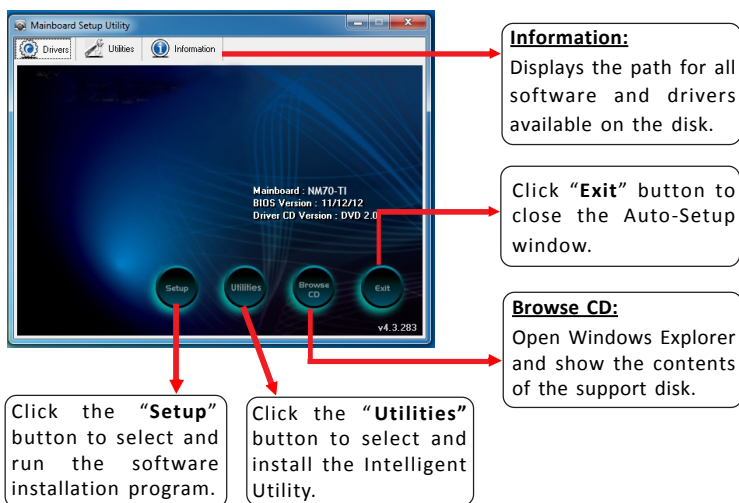 Mainboard Setup Utility
Drivers Utilities Information
Mainboard : NM70-TI
BIOS Version : 11/12/12
Driver CD Version : DVD 2.0
Setup
Utilities
Browse
CD
Exit
v4.3.283
Information:
Displays the path for all
software and drivers
available on the disk.
Click “Exit” button to
close the Auto-Setup
window.
Browse CD:
Open Windows Explorer
and show the contents
of the support disk.
Click the “Setup”
button to select and
run the software
installation program.
Click the “Utilities”
button to select and
install the Intelligent
Utility.